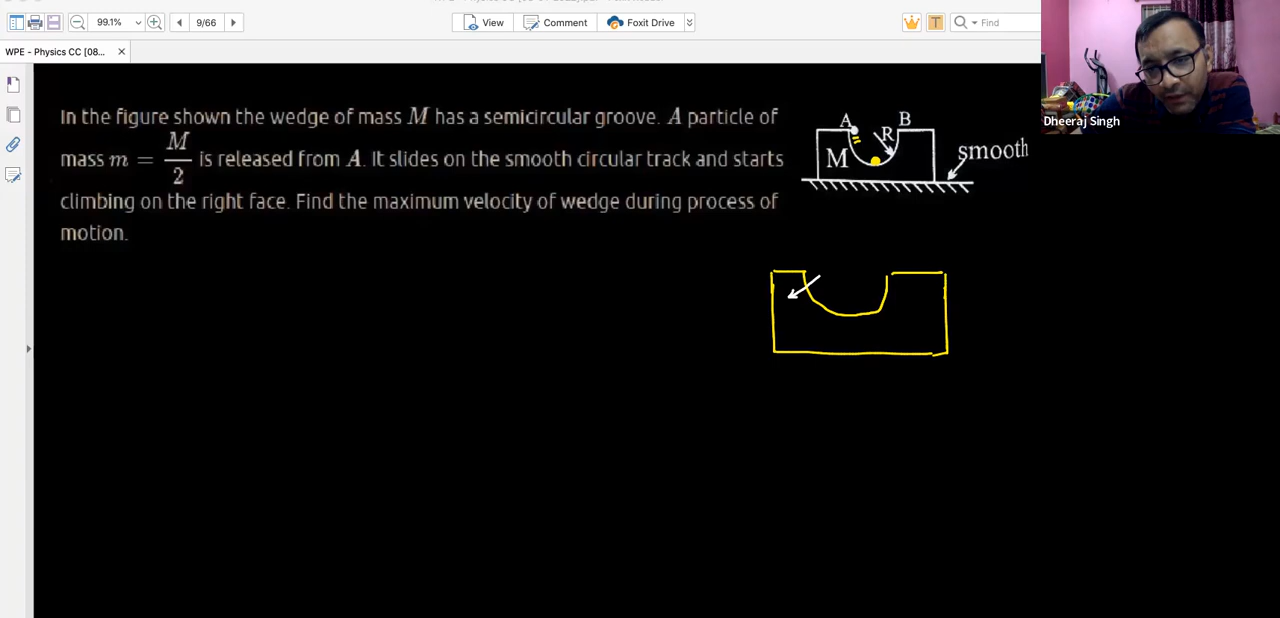 99.1%
9/66
View
Comment
Foxit Drive
T
Find
WPE - Physics CC [08...
Dheeraj Singh
In the figure shown the wedge of mass M has a semicircular groove. A particle of
mass m = M/2 is released from A. It slides on the smooth circular track and starts
climbing on the right face. Find the maximum velocity of wedge during process of
motion.
A B
R
M
smooth